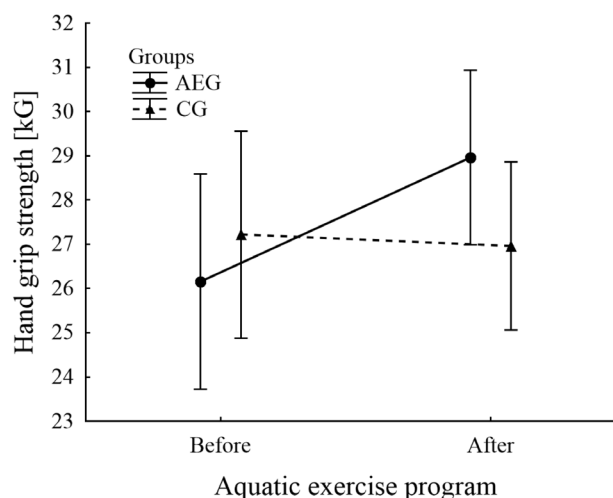 Groups
AEG
CG
Hand grip strength [kG]
32
31
30
29
28
27
26
25
24
23
Before
After
Aquatic exercise program